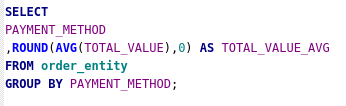 SELECT
PAYMENT_METHOD
,ROUND(AVG(TOTAL_VALUE),0) AS TOTAL_VALUE_AVG
FROM order_entity
GROUP BY PAYMENT_METHOD;